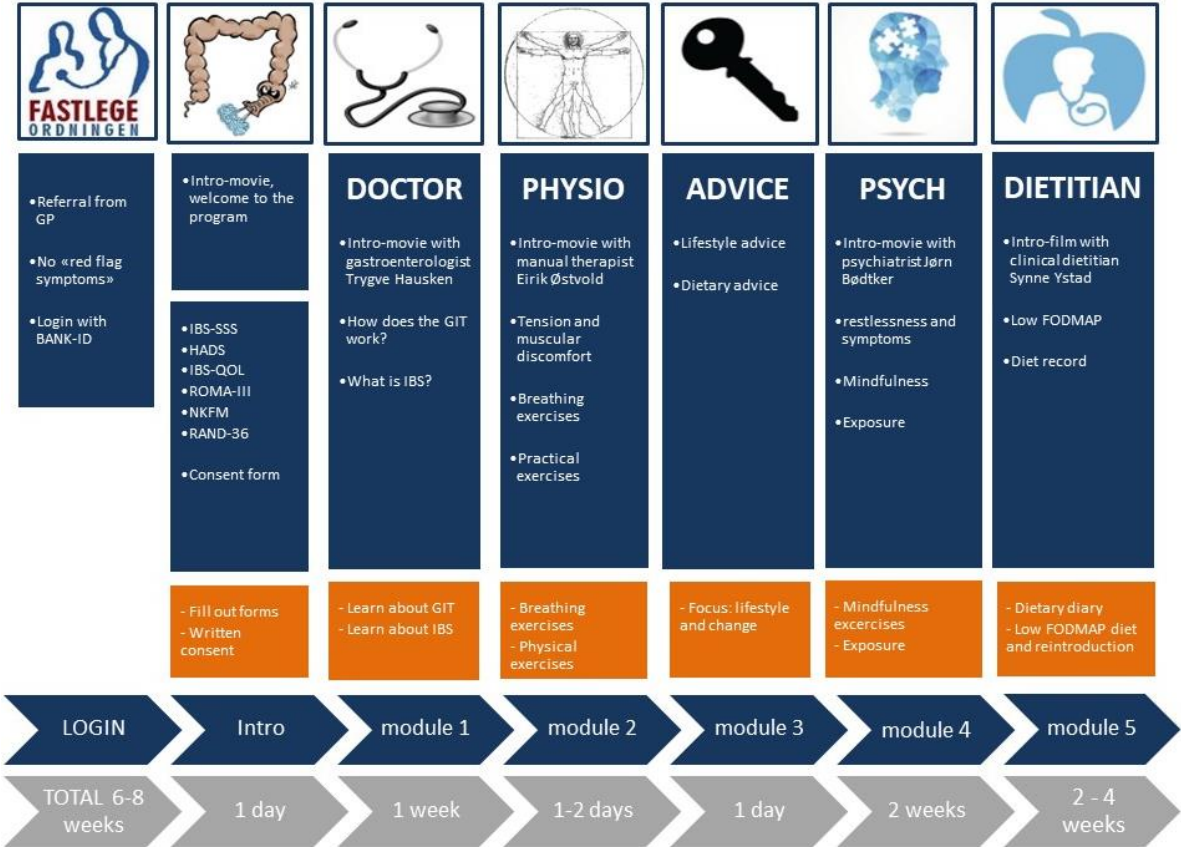 FASTLEGE
ORDNINGEN
•Referral from
GP
•No «red flag
symptoms»
•Login with
BANK-ID
•Intro-movie,
welcome to the
program
•IBS-SSS
•HADS
•IBS-QOL
•ROMA-III
•NKFM
•RAND-36
•Consent form
- Fill out forms
- Written
consent
DOCTOR
•Intro-movie with
gastroenterologist
Trygve Hausken
•How does the GIT
work?
•What is IBS?
- Learn about GIT
- Learn about IBS
PHYSIO
•Intro-movie with
manual therapist
Eirik Østvold
•Tension and
muscular
discomfort
•Breathing
exercises
•Practical
exercises
- Breathing
exercises
- Physical
exercises
ADVICE
•Lifestyle advice
•Dietary advice
- Focus: lifestyle
and change
PSYCH
•Intro-movie with
psychiatrist Jørn
Bødtker
•restlessness and
symptoms
•Mindfulness
•Exposure
- Mindfulness
excercises
- Exposure
DIETITIAN
•Intro-film with
clinical dietitian
Synne Ystad
•Low FODMAP
•Diet record
- Dietary diary
- Low FODMAP diet
and reintroduction
LOGIN
Intro
module 1
module 2
module 3
module 4
module 5
TOTAL 6-8
weeks
1 day
1 week
1-2 days
1 day
2 weeks
2 - 4
weeks